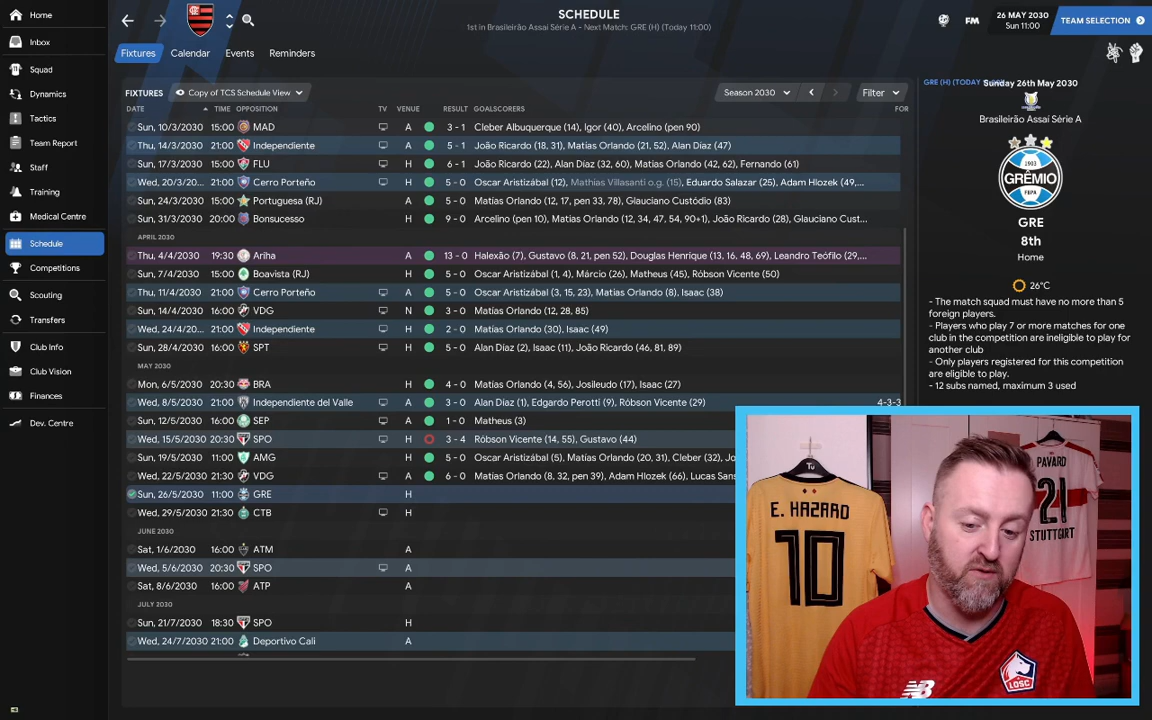 Home
Inbox
Squad
Dynamics
Tactics
Team Report
Staff
Training
Medical Centre
Schedule
Competitions
Scouting
Transfers
Club Info
Club Vision
Finances
Dev. Centre
SCHEDULE
1st in Brasileirão Assaí Série A - Next Match: GRE (H) (Today 11:00)
FM
26 MAY 2030
Sun 11:00
TEAM SELECTION
Fixtures Calendar Events Reminders
FIXTURES Copy of TCS Schedule View Season 2030 Filter
DATE TIME OPPOSITION TV VENUE RESULT GOALSCORERS FOR
Sun, 10/3/2030 15:00 MAD A 3 - 1 Cleber Albuquerque (14), Igor (40), Arcelino (pen 90)
Thu, 14/3/2030 21:00 Independiente A 5 - 1 João Ricardo (18, 31), Matías Orlando (21, 52), Alan Díaz (47)
Sun, 17/3/2030 15:00 FLU H 6 - 1 João Ricardo (22), Alan Díaz (32, 60), Matías Orlando (42, 62), Fernando (61)
Wed, 20/3/20... 21:00 Cerro Porteño H 5 - 0 Oscar Aristizábal (12), Mathías Villasanti o.g. (15), Eduardo Salazar (25), Adam Hlozek (49,...
Sun, 24/3/2030 15:00 Portuguesa (RJ) A 5 - 0 Matías Orlando (12, 17, pen 33, 78), Glauciano Custódio (83)
Sun, 31/3/2030 20:00 Bonsucesso H 9 - 0 Arcelino (pen 10), Matías Orlando (12, 34, 47, 54, 90+1), João Ricardo (28), Glauciano Cust...
APRIL 2030
Thu, 4/4/2030 19:30 Ariha A 13 - 0 Halexão (7), Gustavo (8, 21, pen 52), Douglas Henrique (13, 16, 48, 69), Leandro Teófilo (29,...
Sun, 7/4/2030 15:00 Boavista (RJ) H 5 - 0 Oscar Aristizábal (1, 4), Márcio (26), Matheus (45), Róbson Vicente (50)
Thu, 11/4/2030 21:00 Cerro Porteño A 5 - 0 Oscar Aristizábal (3, 15, 23), Matías Orlando (8), Isaac (38)
Sun, 14/4/2030 16:00 VDG N 3 - 0 Matías Orlando (12, 28, 85)
Wed, 24/4/20... 21:00 Independiente H 2 - 0 Matías Orlando (30), Isaac (49)
Sun, 28/4/2030 16:00 SPT H 5 - 0 Alan Díaz (2), Isaac (11), João Ricardo (46, 81, 89)
MAY 2030
Mon, 6/5/2030 20:30 BRA H 4 - 0 Matías Orlando (4, 56), Josileudo (17), Isaac (27)
Wed, 8/5/2030 21:00 Independiente del Valle A 3 - 0 Alan Díaz (1), Edgardo Perotti (9), Róbson Vicente (29) 4-3-3
Sun, 12/5/2030 16:00 SEP A 1 - 0 Matheus (3)
Wed, 15/5/2030 20:30 SPO H 3 - 4 Róbson Vicente (14, 55), Gustavo (44)
Sun, 19/5/2030 11:00 AMG H 5 - 0 Oscar Aristizábal (5), Matías Orlando (20, 31), Cleber (32), Jo
Wed, 22/5/2030 21:00 VDG A 6 - 0 Matías Orlando (8, 32, pen 39), Adam Hlozek (66), Lucas Sans
Sun, 26/5/2030 11:00 GRE H
Wed, 29/5/2030 21:30 CTB H
JUNE 2030
Sat, 1/6/2030 16:00 ATM A
Wed, 5/6/2030 20:30 SPO A
Sat, 8/6/2030 16:00 ATP A
JULY 2030
Sun, 21/7/2030 18:30 SPO H
Wed, 24/7/2030 21:00 Deportivo Cali A
GRE (H) (TODAY
Sunday 26th May 2030
Brasileirão Assaí Série A
1903
GRÊMIO
FBPA
GRE
8th
Home
26°C
- The match squad must have no more than 5
foreign players.
- Players who play 7 or more matches for one
club in the competition are ineligible to play for
another club
- Only players registered for this competition
are eligible to play.
- 12 subs named, maximum 3 used
E. HAZARD
10
PAVARD
21
STUTTGART
LOSC